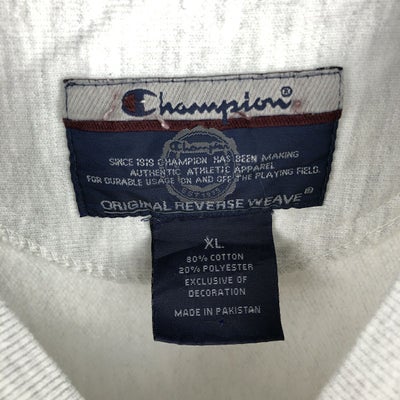 Champion®
Champion
SINCE 1919 CHAMPION HAS BEEN MAKING
AUTHENTIC ATHLETIC APPAREL
FOR DURABLE USAGE ON AND OFF THE PLAYING FIELD.
ORIGINAL REVERSE WEAVE®
XL
80% COTTON
20% POLYESTER
EXCLUSIVE OF
DECORATION
MADE IN PAKISTAN